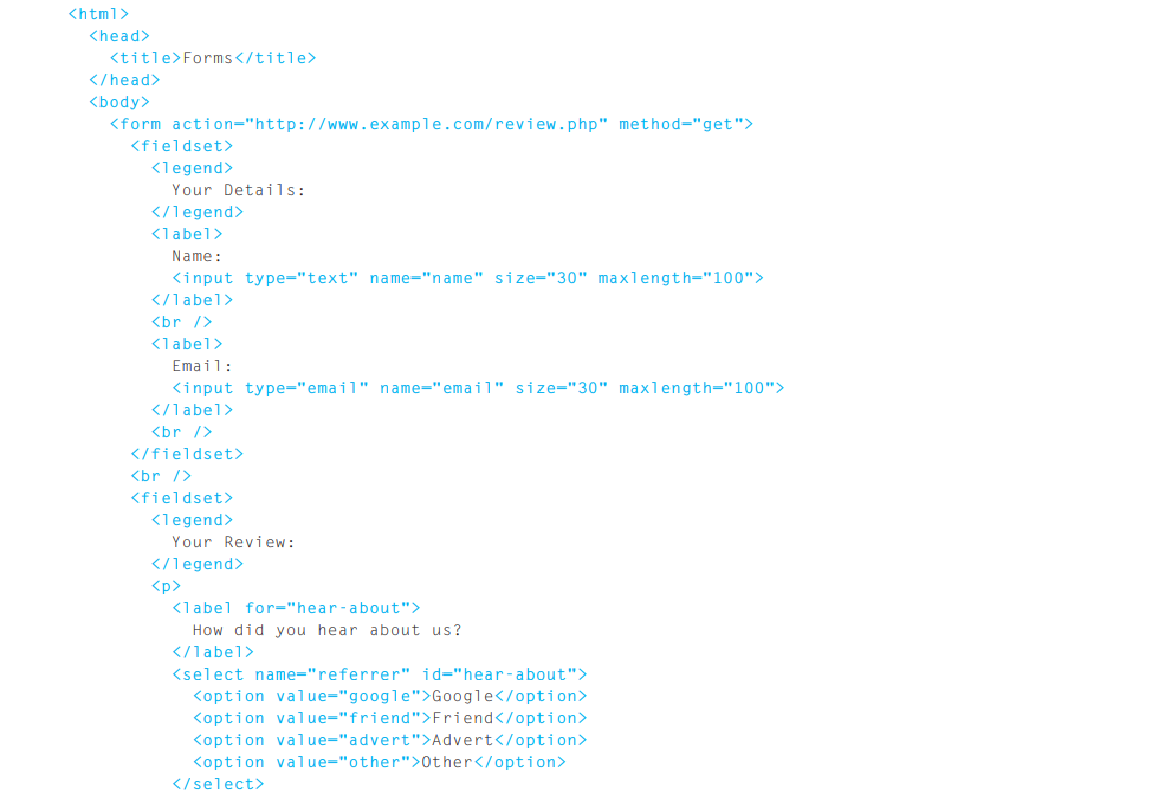 <html>
<head>
<title>Forms</title>
</head>
<body>
<form action="http://www.example.com/review.php" method="get">
<fieldset>
<legend>
Your Details:
</legend>
<label>
Name:
<input type="text" name="name" size="30" maxlength="100">
</label>
<br />
<label>
Email:
<input type="email" name="email" size="30" maxlength="100">
</label>
<br />
</fieldset>
<br />
<fieldset>
<legend>
Your Review:
</legend>
<p>
<label for="hear-about">
How did you hear about us?
</label>
<select name="referrer" id="hear-about">
<option value="google">Google</option>
<option value="friend">Friend</option>
<option value="advert">Advert</option>
<option value="other">Other</option>
</select>